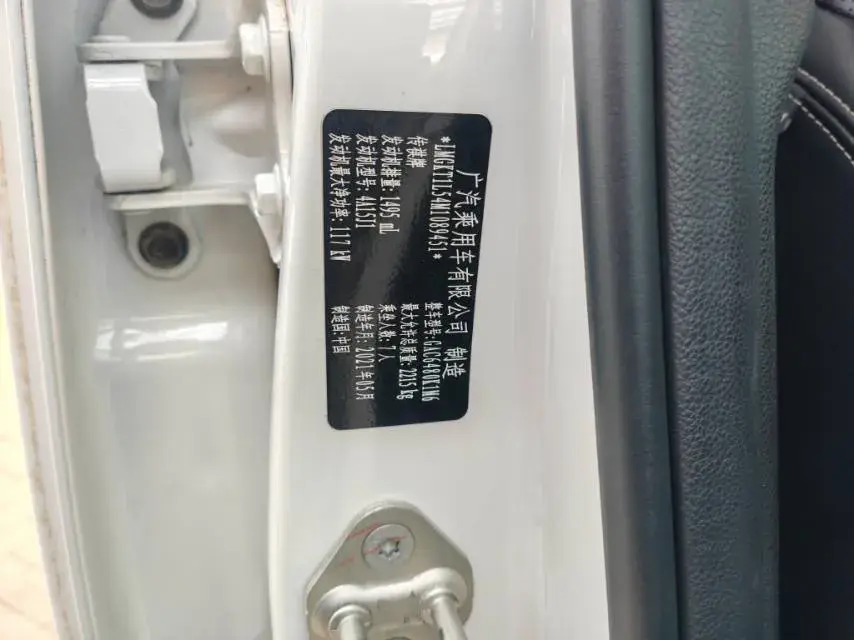 广汽乘用车有限公司 制造
*LMGKT1L54M1089451*
传祺牌 整车型号:GAC6480K1M6
发动机排量:1495 mL 最大允许总质量:2215 kg
发动机型号:4A15J1 乘坐人数:7人
发动机最大净功率:117 kW 制造年月:2021年05月
制造国:中国